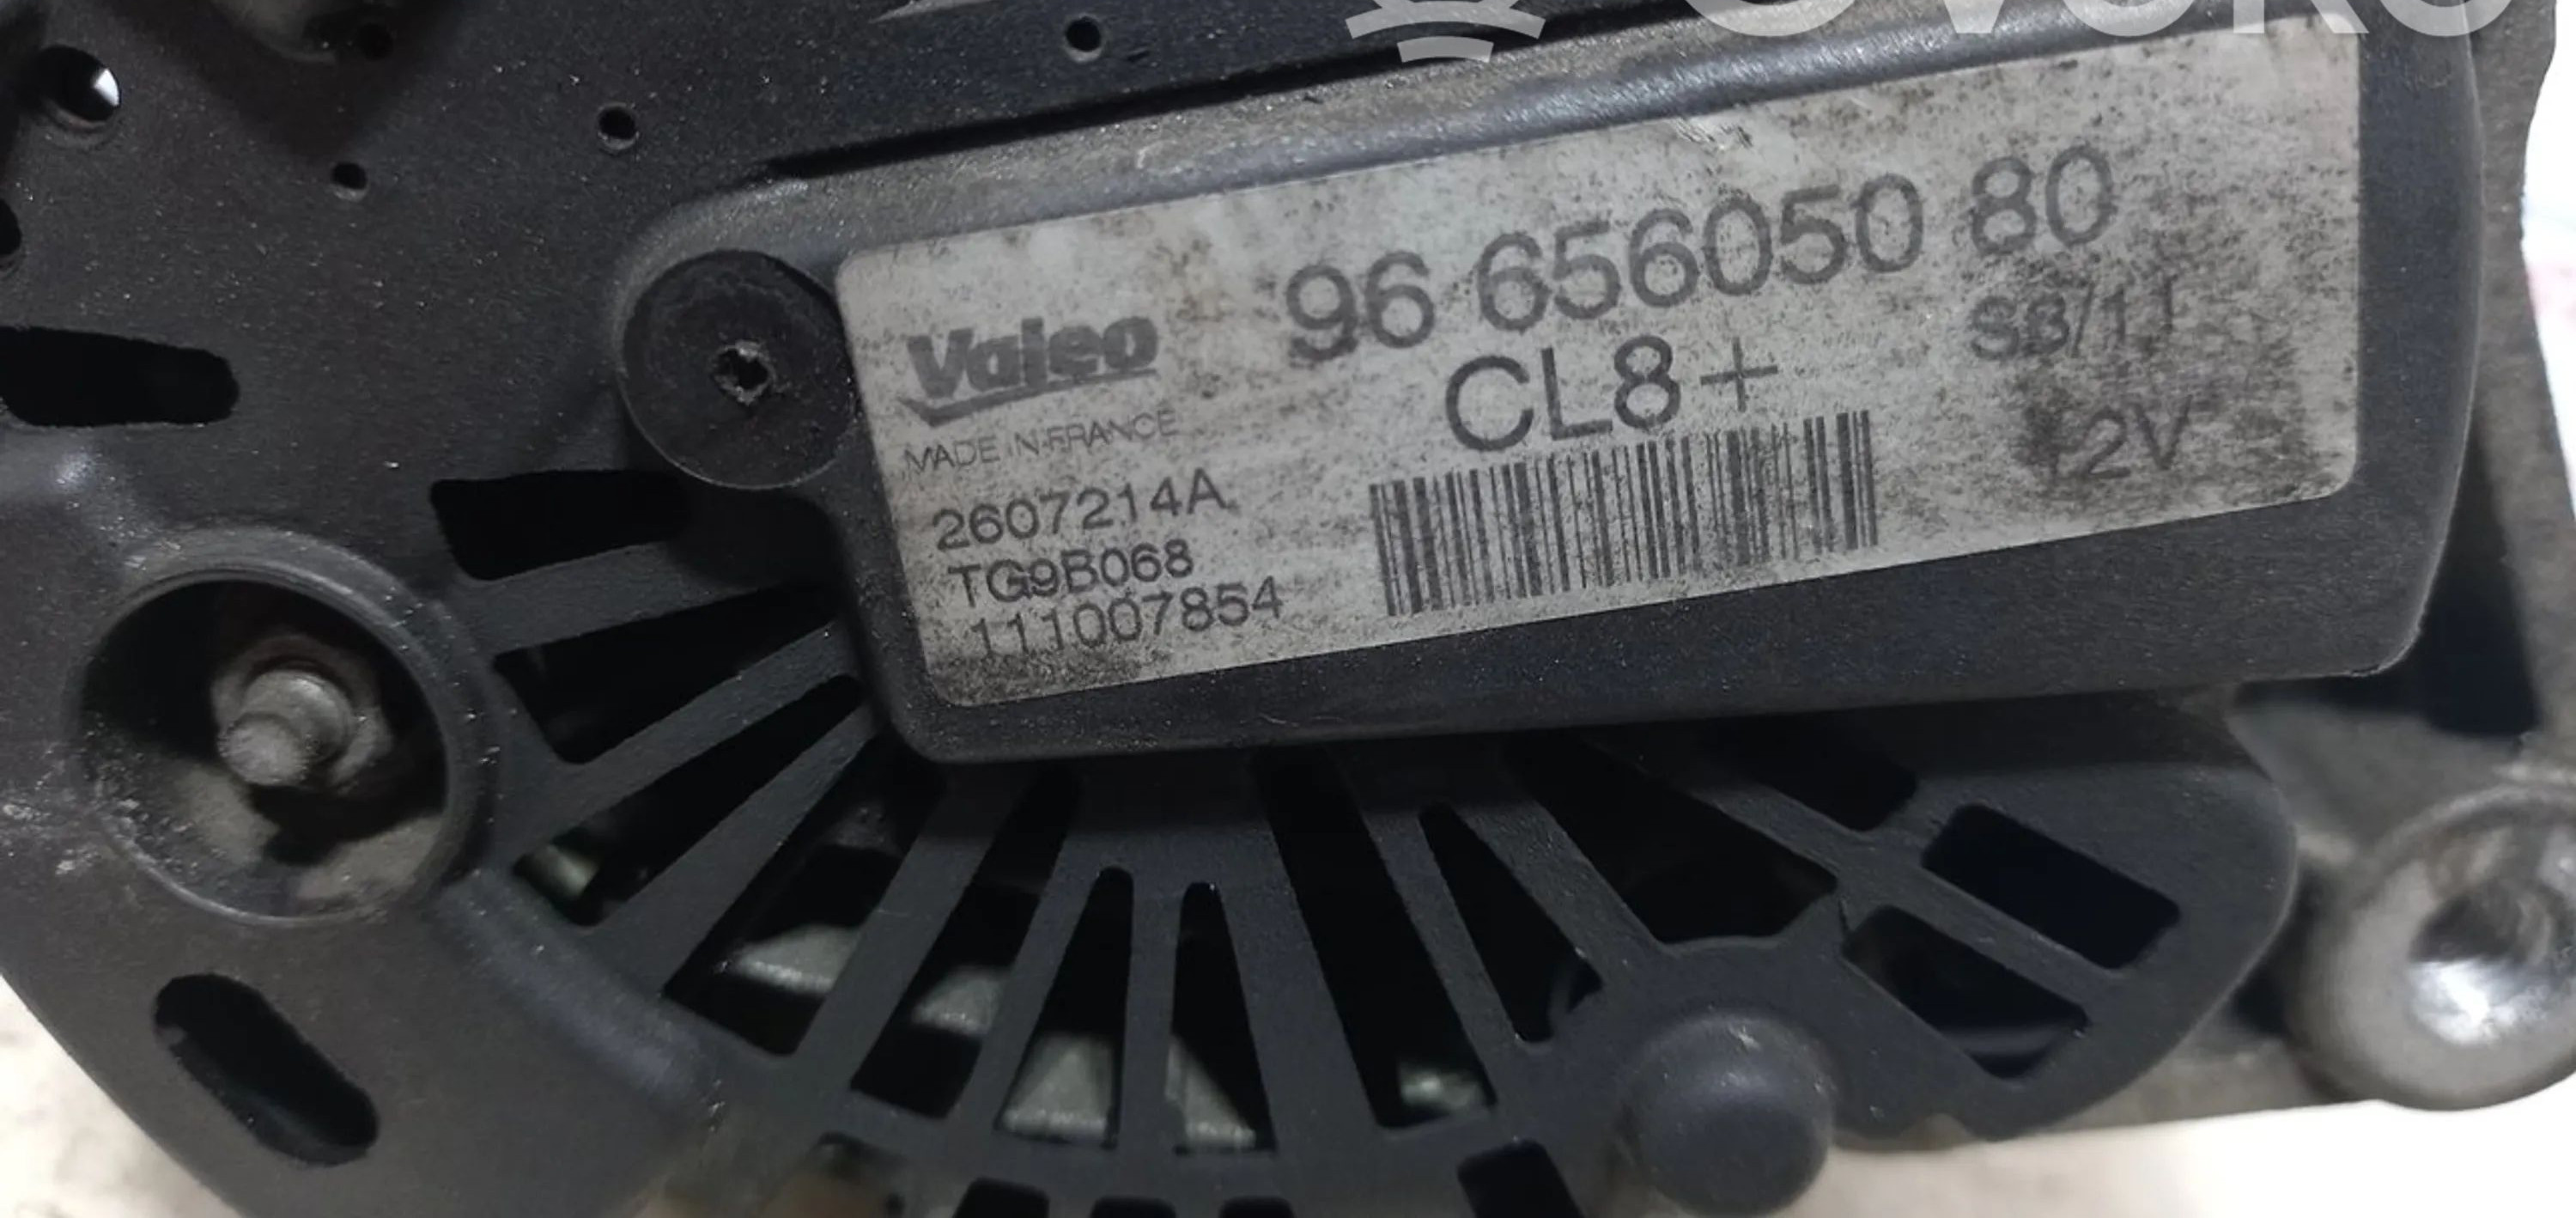 Valeo
96 656050 80
CL8+
S8/11
12V
MADE IN FRANCE
2607214A
TG9B068
111007854